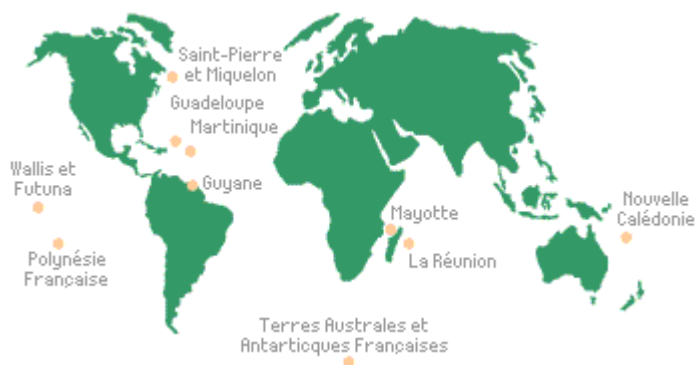 Saint-Pierre
et Miquelon
Guadeloupe
Martinique
Wallis et
Futuna
Guyane
Nouvelle
Calédonie
Mayotte
La Réunion
Polynésie
Française
Terres Australes et
Antarticques Françaises